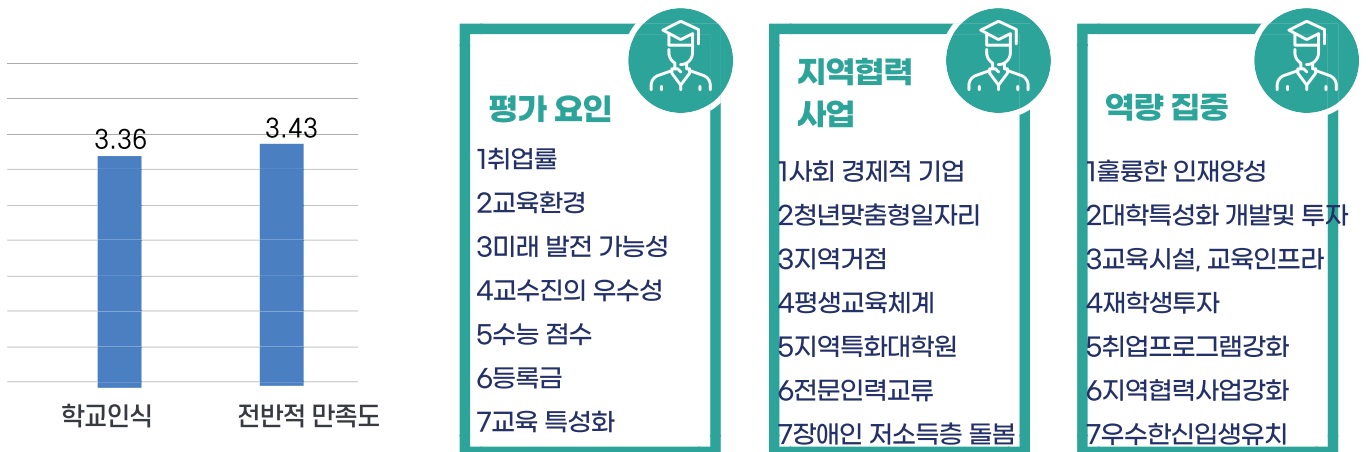 3.36
3.43
학교인식
전반적 만족도
평가 요인
1취업률
2교육환경
3미래 발전 가능성
4교수진의 우수성
5수능 점수
6등록금
7교육 특성화
지역협력
사업
1사회 경제적 기업
2청년맞춤형일자리
3지역거점
4평생교육체계
5지역특화대학원
6전문인력교류
7장애인 저소득층 돌봄
역량 집중
1훌륭한 인재양성
2대학특성화 개발및 투자
3교육시설, 교육인프라
4재학생투자
5취업프로그램강화
6지역협력사업강화
7우수한신입생유치